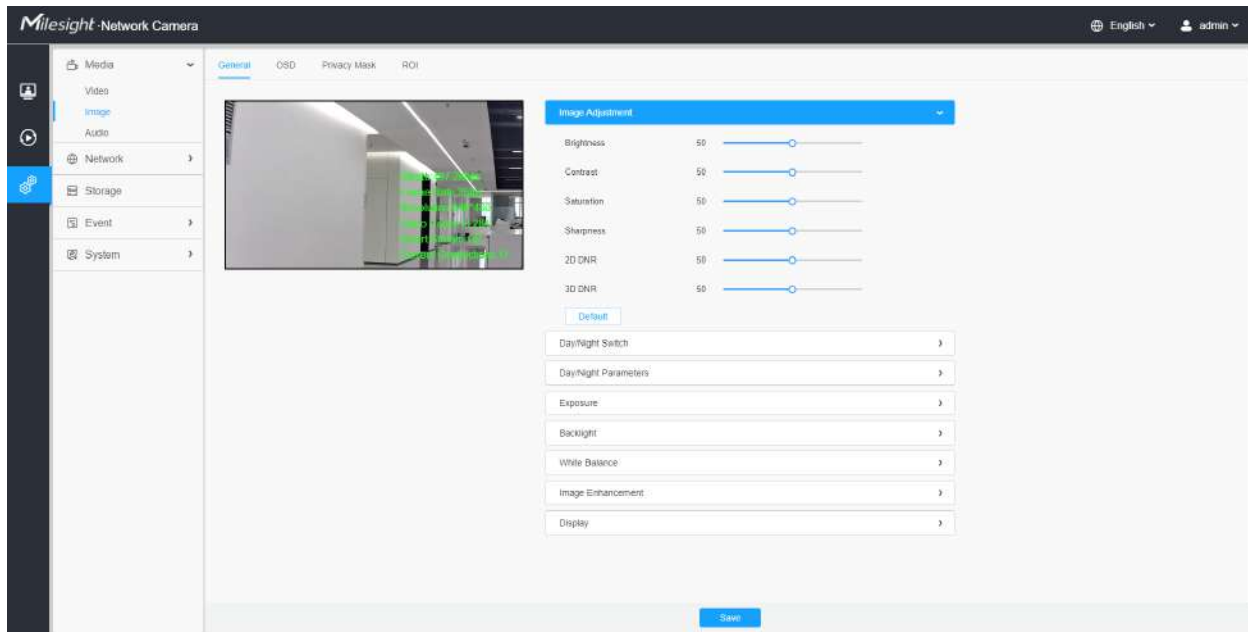 Milesight · Network Camera
English
admin
Media
Video
Image
Audio
Network
Storage
Event
System
General OSD Privacy Mask ROI
Image Adjustment
Brightness 50
Contrast 50
Saturation 50
Sharpness 50
2D DNR 50
3D DNR 50
Default
Day/Night Switch
Day/Night Parameters
Exposure
Backlight
White Balance
Image Enhancement
Display
Save